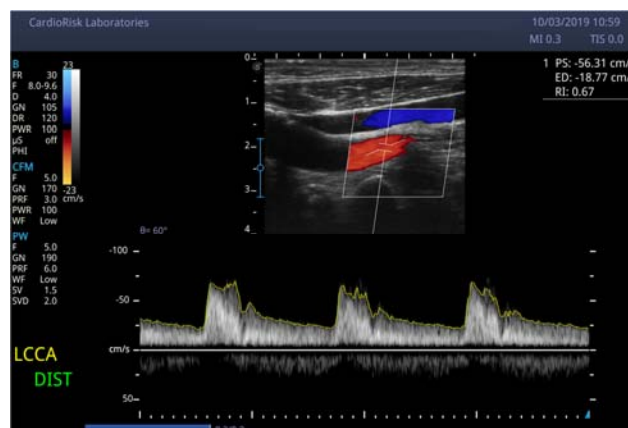 CardioRisk Laboratories
10/03/2019 10:59
MI 0.3 TIS 0.0
1 PS: -56.31 cm/
ED: -18.77 cm/
RI: 0.67
B
FR 30
F 8.0-9.6
D 4.0
GN 105
DR 120
PWR 100
µS off
PHI
CFM
F 5.0
GN 170
PRF 3.0
PWR 100
WF Low
PW
F 5.0
GN 190
PRF 6.0
WF Low
SV 1.5
SVD 2.0
23
-23
cm/s
0
1
2
3
4
θ= 60°
-100
-50
cm/s
50
LCCA
DIST